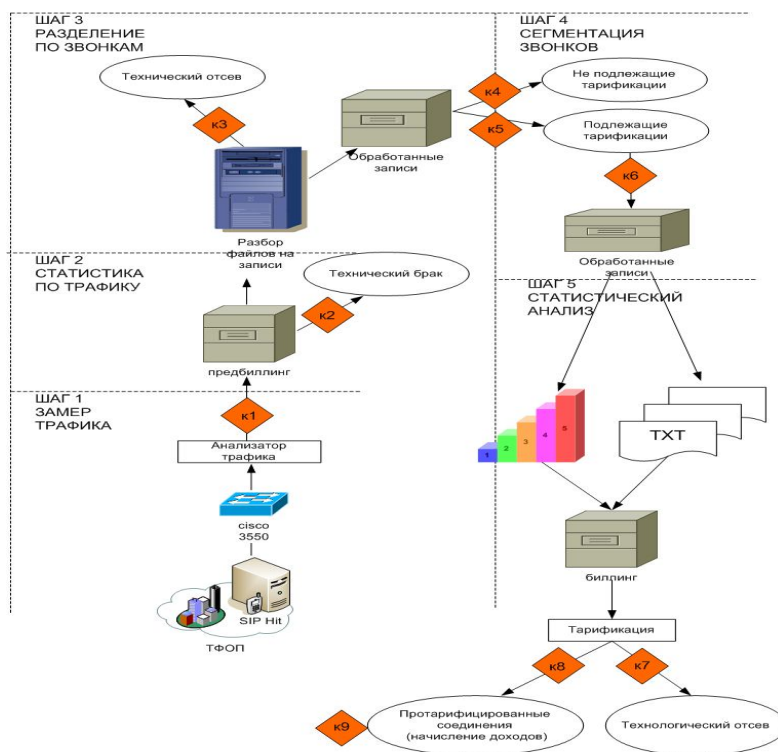 ШАГ 3
РАЗДЕЛЕНИЕ
ПО ЗВОНКАМ
Технический отсев
к3
Разбор
файлов на
записи
Обработанные
записи
ШАГ 4
СЕГМЕНТАЦИЯ
ЗВОНКОВ
к4
Не подлежащие
тарификации
к5
Подлежащие
тарификации
к6
Обработанные
записи
ШАГ 2
СТАТИСТИКА
ПО ТРАФИКУ
Технический брак
к2
предбиллинг
ШАГ 1
ЗАМЕР
ТРАФИКА
к1
Анализатор
трафика
cisco
3550
SIP Hit
ТФОП
ШАГ 5
СТАТИСТИЧЕСКИЙ
АНАЛИЗ
1
2
3
4
5
TXT
биллинг
Тарификация
к8
к7
к9
Протарифицированные
соединения
(начисление доходов)
Технологический отсев